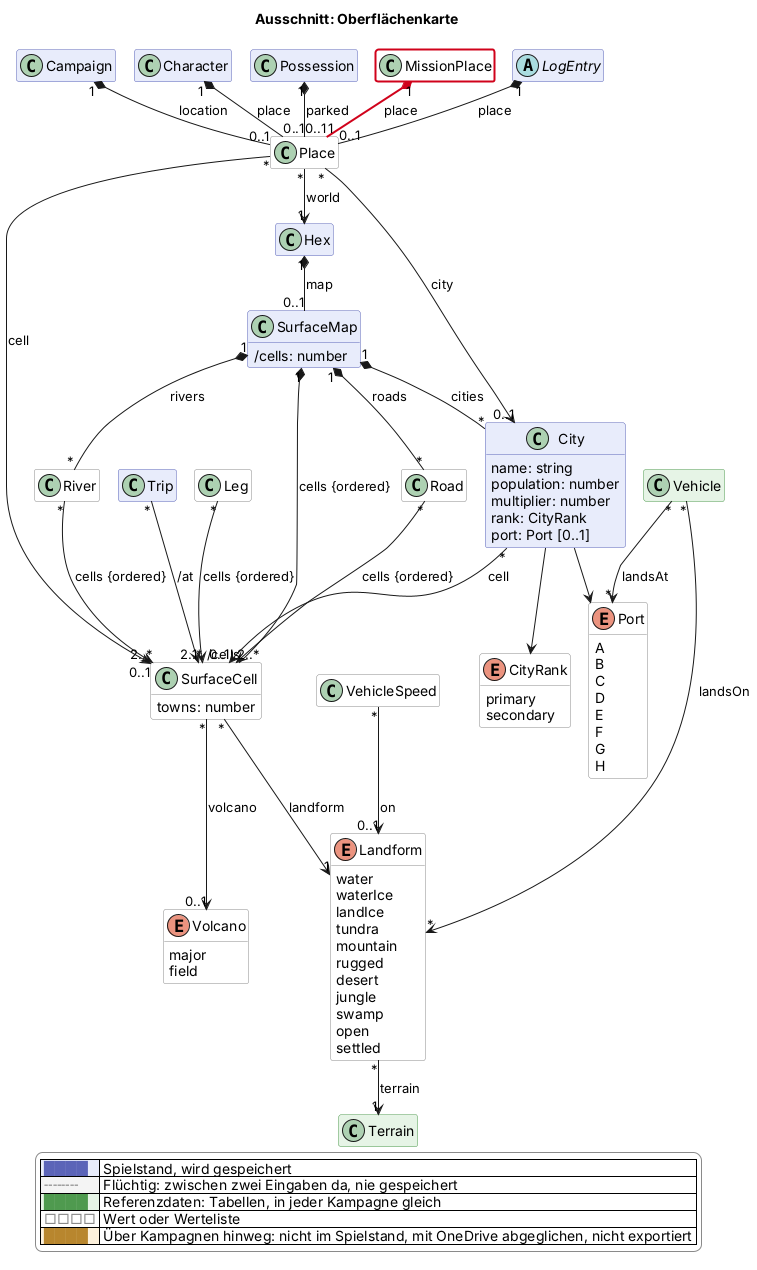 Ausschnitt: Oberflächenkarte
C Campaign
C Character
C Possession
C MissionPlace
A LogEntry
1
1
1
1
1
location
place
parked
place
place
0..1
0..1
0..1
1
0..1
C Place
*
*
*
world
1
C Hex
city
1
map
cell
0..1
C SurfaceMap
/cells: number
1
1
1
1
rivers
roads
cities
cells {ordered}
0..1
*
*
*
C City
name: string
population: number
multiplier: number
rank: CityRank
port: Port [0..1]
C River
C Trip
C Leg
C Road
C Vehicle
*
*
*
*
*
*
*
cells {ordered}
/at
cells {ordered}
cells {ordered}
cell
landsAt
*
0..1
C SurfaceCell
towns: number
C VehicleSpeed
E CityRank
primary
secondary
E Port
A
B
C
D
E
F
G
H
landsOn
*
*
*
volcano
landform
on
0..1
0..1
1
*
E Volcano
major
field
E Landform
water
waterIce
landIce
tundra
mountain
rugged
desert
jungle
swamp
open
settled
*
terrain
1
C Terrain
Spielstand, wird gespeichert
-------- Flüchtig: zwischen zwei Eingaben da, nie gespeichert
Referenzdaten: Tabellen, in jeder Kampagne gleich
Wert oder Werteliste
Über Kampagnen hinweg: nicht im Spielstand, mit OneDrive abgeglichen, nicht exportiert